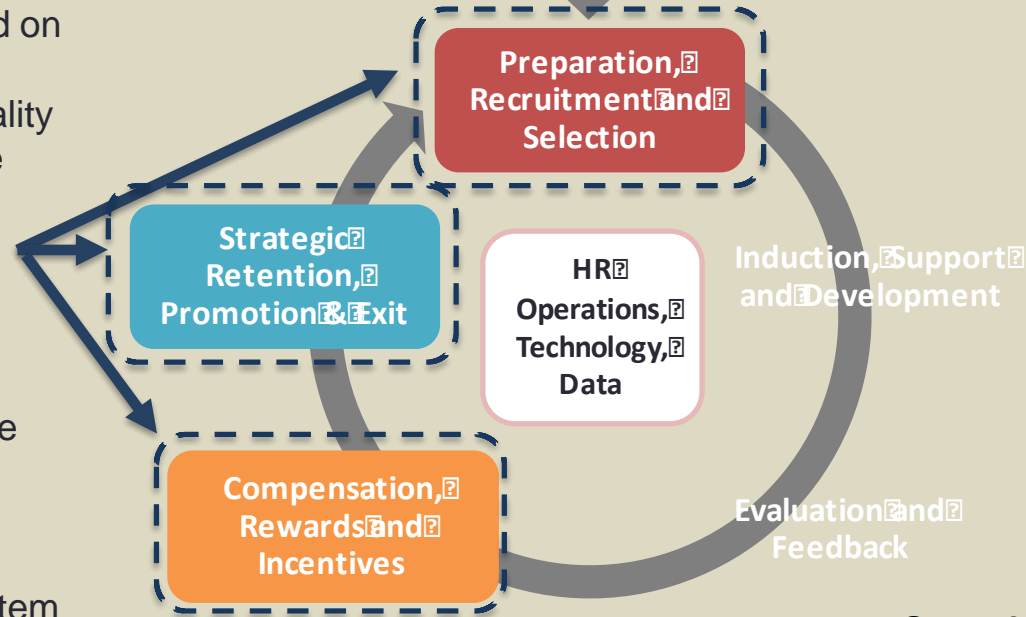 d on
ality
e
e
tem
Preparation,
Recruitment and
Selection
Strategic
Retention,
Promotion & Exit
HR
Operations,
Technology,
Data
Induction, Support
and Development
Compensation,
Rewards and
Incentives
Evaluation and
Feedback